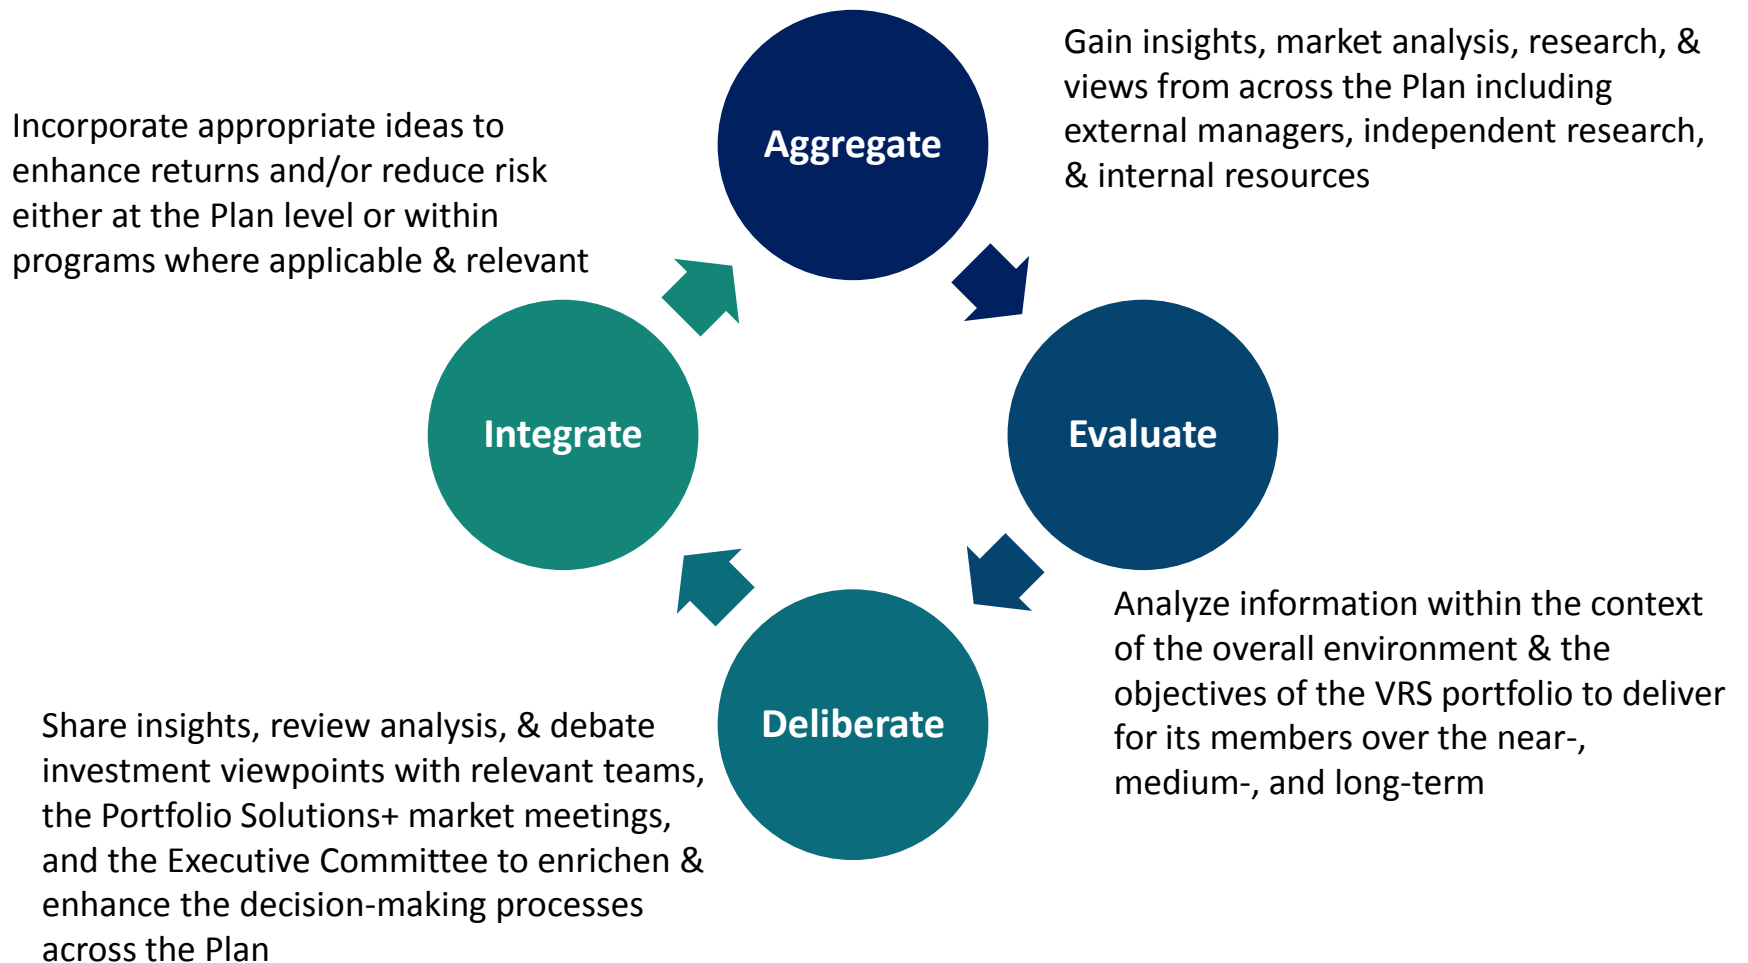 Aggregate
Gain insights, market analysis, research, &
views from across the Plan including
external managers, independent research,
& internal resources
Evaluate
Analyze information within the context
of the overall environment & the
objectives of the VRS portfolio to deliver
for its members over the near-,
medium-, and long-term
Deliberate
Share insights, review analysis, & debate
investment viewpoints with relevant teams,
the Portfolio Solutions+ market meetings,
and the Executive Committee to enrichen &
enhance the decision-making processes
across the Plan
Integrate
Incorporate appropriate ideas to
enhance returns and/or reduce risk
either at the Plan level or within
programs where applicable & relevant